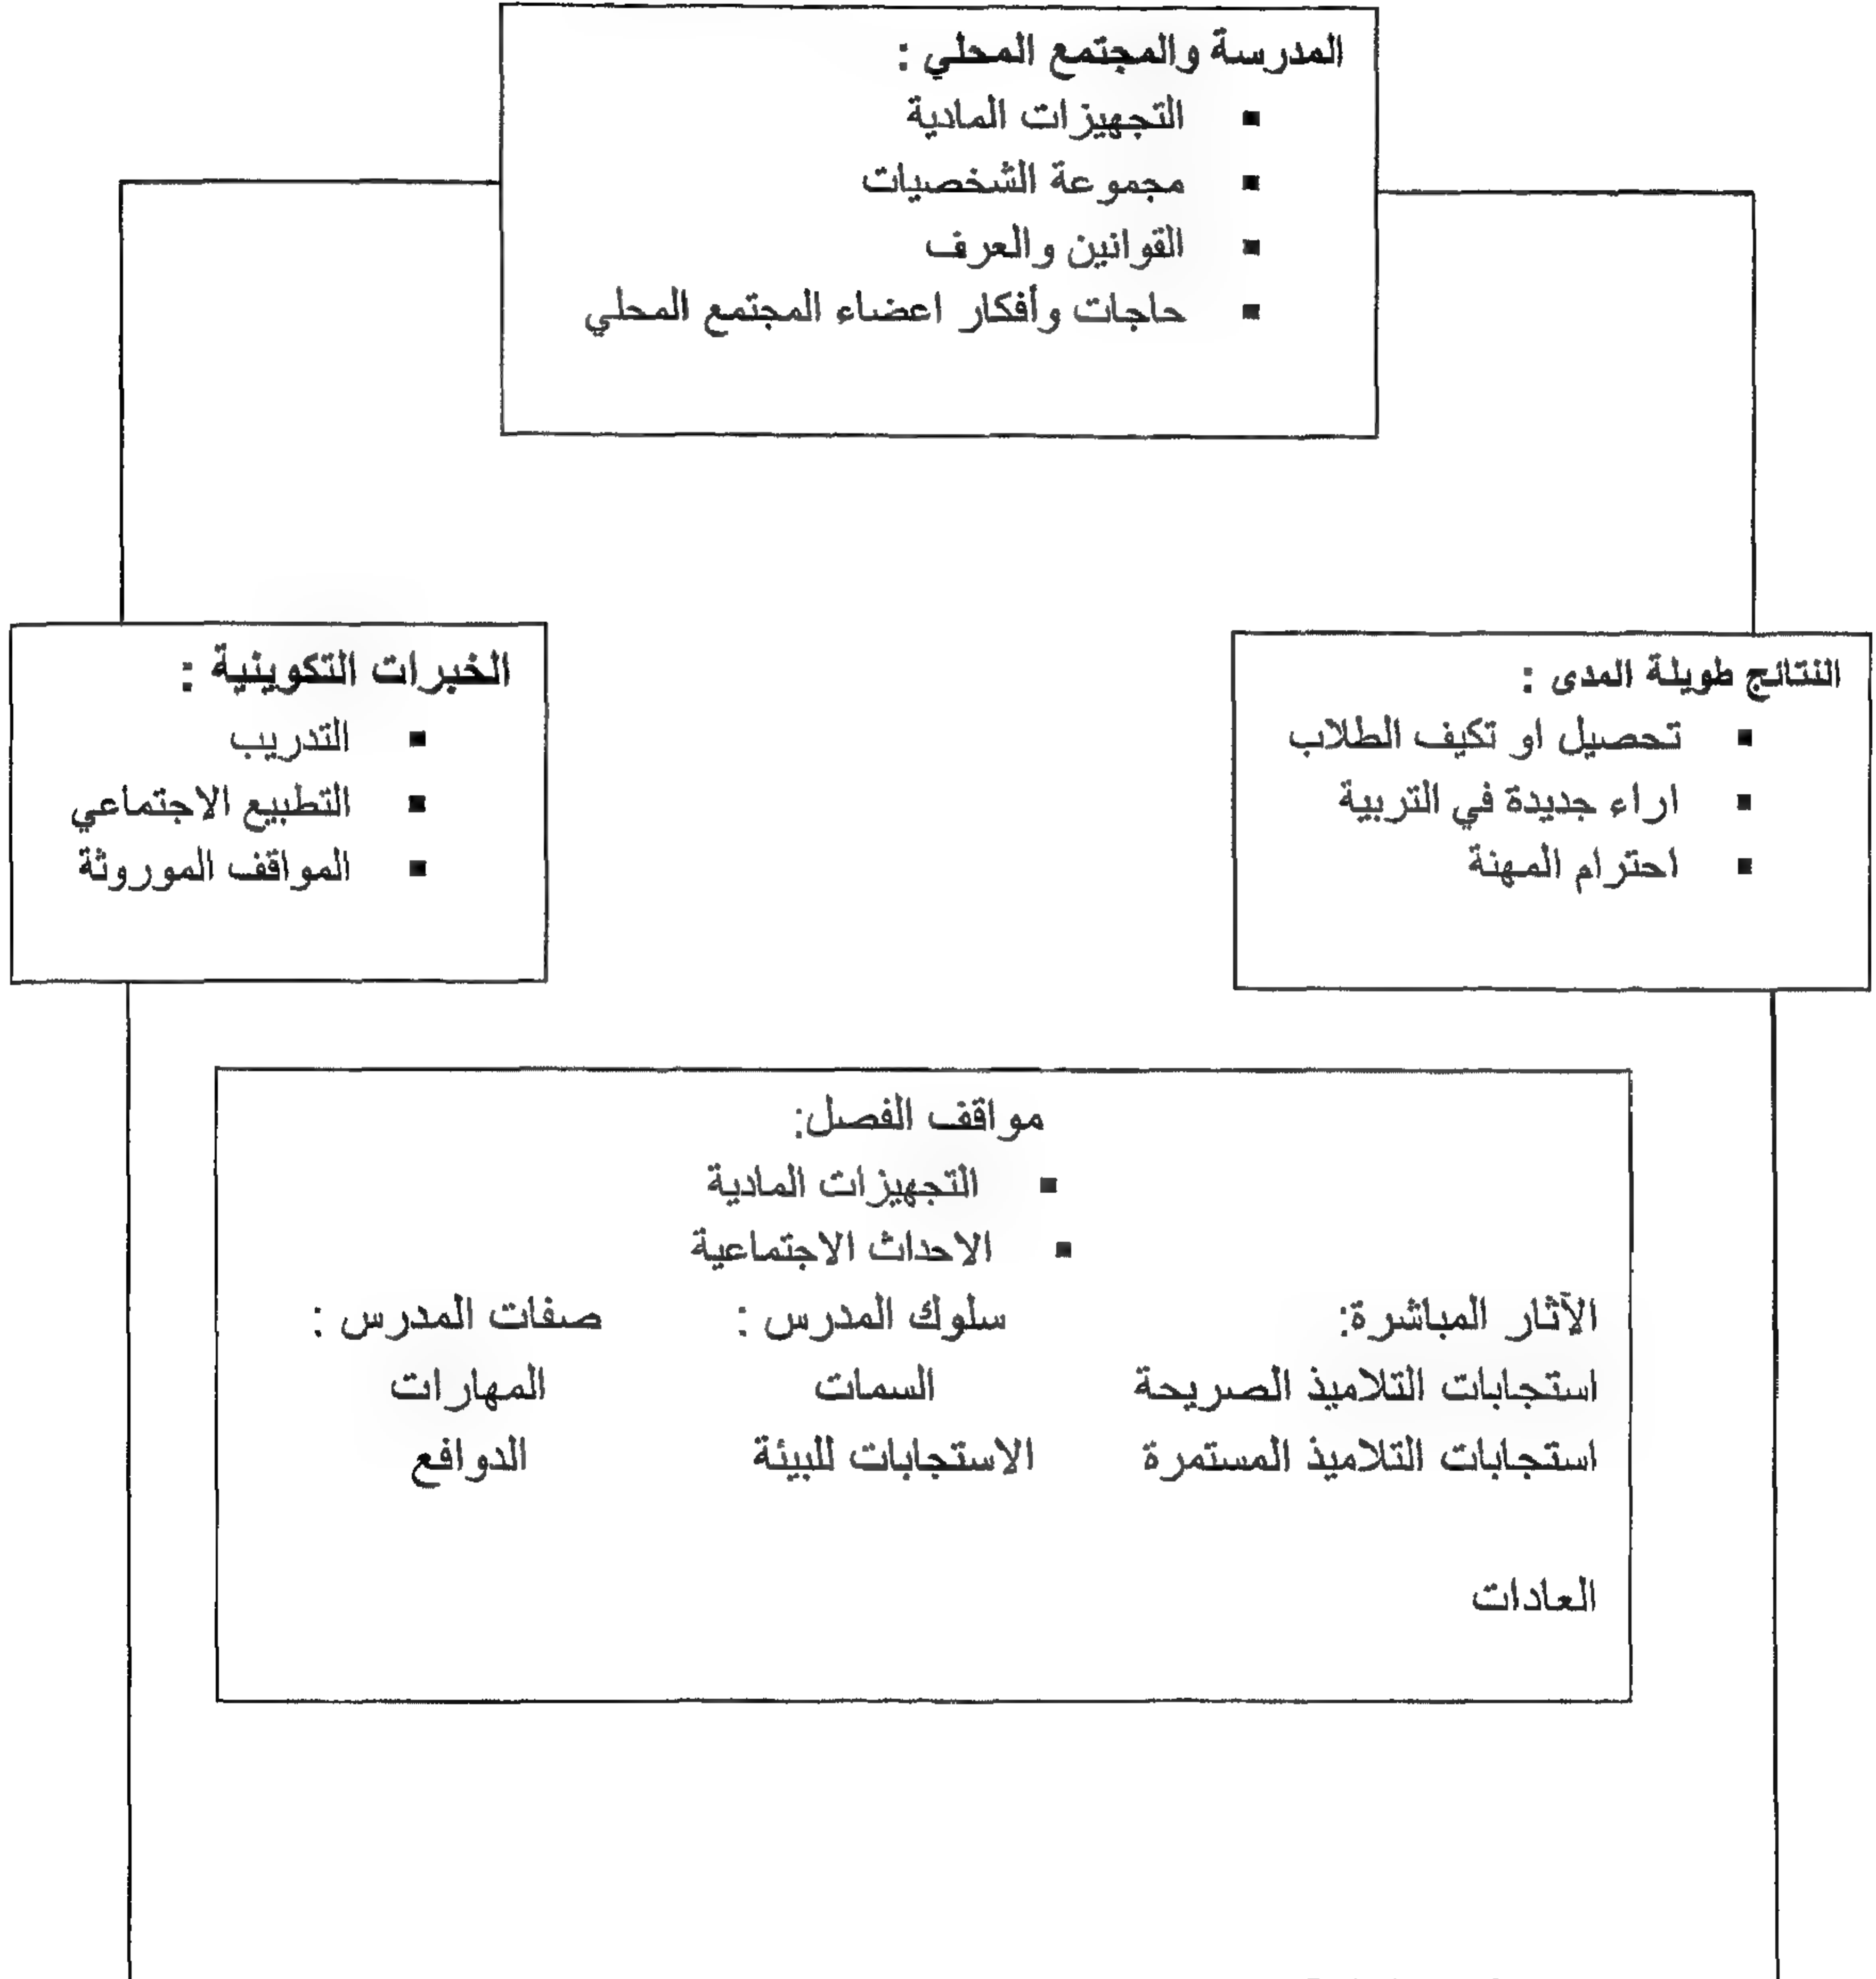 المدرسة والمجتمع المحلي :
▪ التجهيزات المادية
▪ مجموعة الشخصيات
▪ القوانين والعرف
▪ حاجات وأفكار اعضاء المجتمع المحلي
النتائج طويلة المدى :
▪ تحصيل او تكيف الطلاب
▪ اراء جديدة في التربية
▪ احترام المهنة
الخبرات التكوينية :
▪ التدريب
▪ التطبيع الاجتماعي
▪ المواقف الموروثة
مواقف الفصل:
▪ التجهيزات المادية
▪ الاحداث الاجتماعية
الآثار المباشرة: سلوك المدرس : صفات المدرس :
استجابات التلاميذ الصريحة السمات المهارات
استجابات التلاميذ المستمرة الاستجابات للبيئة الدوافع
العادات